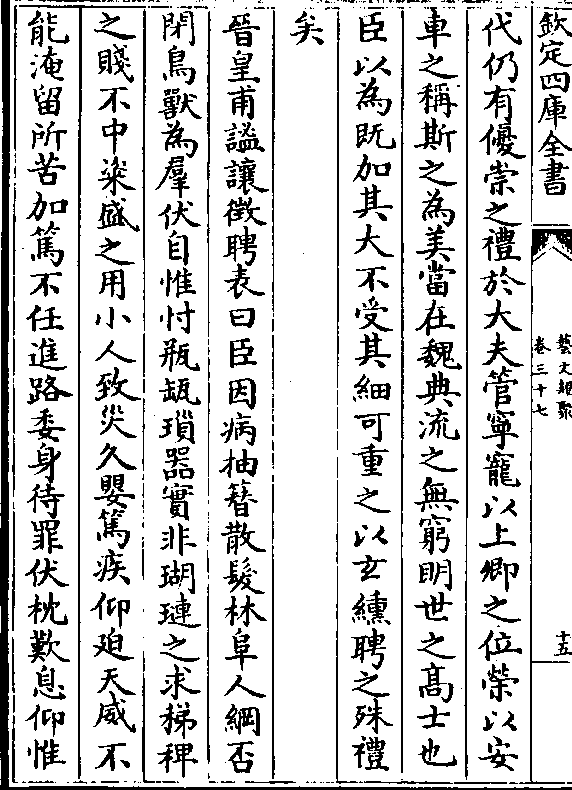 欽定四庫全書
藝文類聚
卷三十七
十五
代仍有優崇之禮於大夫管寧寵以上卿之位榮以安
車之稱斯之為美當在魏典流之無窮明世之髙士也
臣以為既加其大不受其細可重之以玄纁聘之殊禮
矣
晉皇甫謐讓徵聘表曰臣因病抽簪散髮林阜人綱否
閉鳥獸為羣伏自惟忖瓶缻瑣器實非瑚璉之求梯稗
之賤不中粢盛之用小人致災久嬰篤疾仰迫天威不
能淹留所苦加篤不任進路委身待罪伏枕歎息仰惟